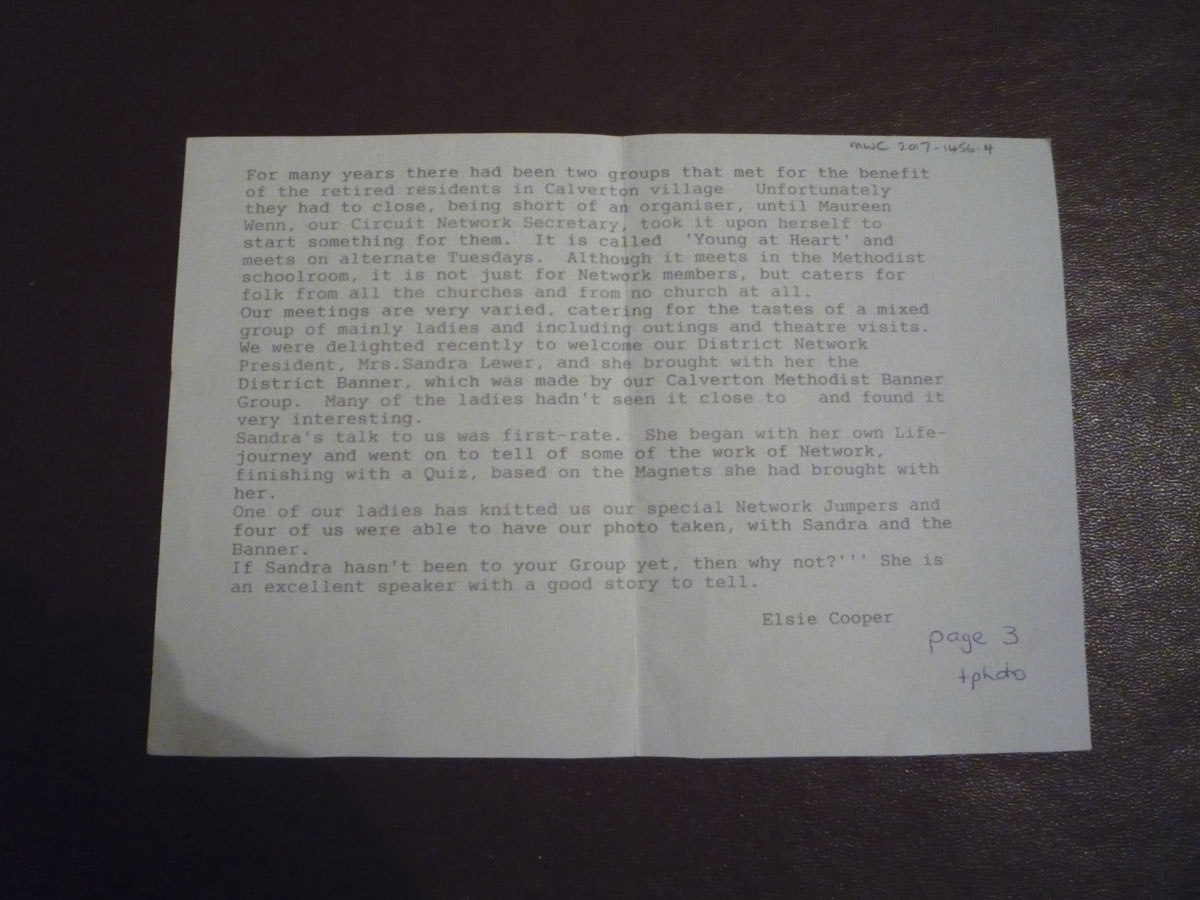 MWC 2017-1456.4
For many years there had been two groups that met for the benefit
of the retired residents in Calverton village   Unfortunately
they had to close, being short of an organiser, until Maureen
Wenn, our Circuit Network Secretary, took it upon herself to
start something for them.  It is called  'Young at Heart' and
meets on alternate Tuesdays.  Although it meets in the Methodist
schoolroom, it is not just for Network members, but caters for
folk from all the churches and from no church at all.
Our meetings are very varied, catering for the tastes of a mixed
group of mainly ladies and including outings and theatre visits.
We were delighted recently to welcome our District Network
President, Mrs.Sandra Lewer, and she brought with her the
District Banner, which was made by our Calverton Methodist Banner
Group.  Many of the ladies hadn't seen it close to   and found it
very interesting.
Sandra's talk to us was first-rate.  She began with her own Life-
journey and went on to tell of some of the work of Network,
finishing with a Quiz, based on the Magnets she had brought with
her.
One of our ladies has knitted us our special Network Jumpers and
four of us were able to have our photo taken, with Sandra and the
Banner.
If Sandra hasn't been to your Group yet, then why not?''' She is
an excellent speaker with a good story to tell.
Elsie Cooper
page 3
+photo